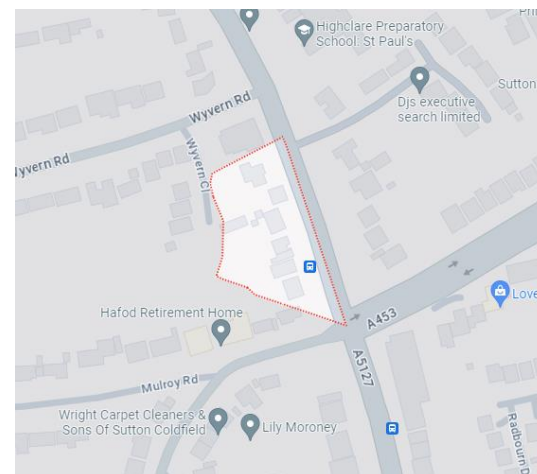 Highclare Preparatory
School: St Paul's
Sutton
Djs executive
search limited
Wyvern Rd
Wyvern Rd
Wyvern Cl
Love
Hafod Retirement Home
A453
A5127
Mulroy Rd
Wright Carpet Cleaners &
Sons Of Sutton Coldfield
Lily Moroney
Radbourn D